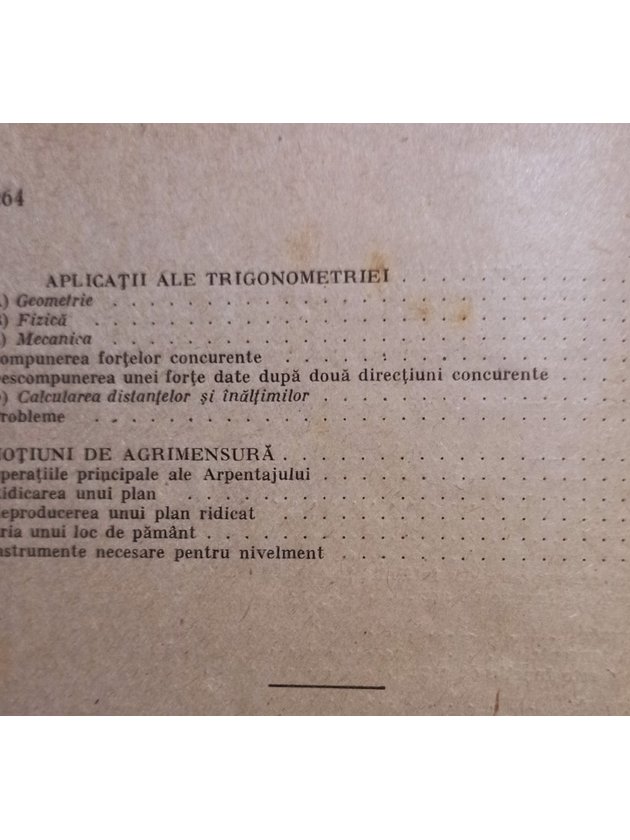 64
APLICAȚII ALE TRIGONOMETRIEI . . . . . . . . . . . .
) Geometrie . . . . . . . . . . . . . . . . . . . . . .
) Fizică . . . . . . . . . . . . . . . . . . . . . . .
) Mecanica . . . . . . . . . . . . . . . . . . . . . .
ompunerea forțelor concurente . . . . . . . . . . . . .
escompunerea unei forțe date după două direcțiuni concurente . . . .
) Calcularea distanțelor și înălțimilor . . . . . . . . . . .
robleme . . . . . . . . . . . . . . . . . . . . . . .
OȚIUNI DE AGRIMENSURĂ . . . . . . . . . . . . . . .
perațiile principale ale Arpentajului . . . . . . . . . . .
idicarea unui plan . . . . . . . . . . . . . . . . . .
eproducerea unui plan ridicat . . . . . . . . . . . . .
ria unui loc de pământ . . . . . . . . . . . . . . . .
nstrumente necesare pentru nivelment . . . . . . . . . .